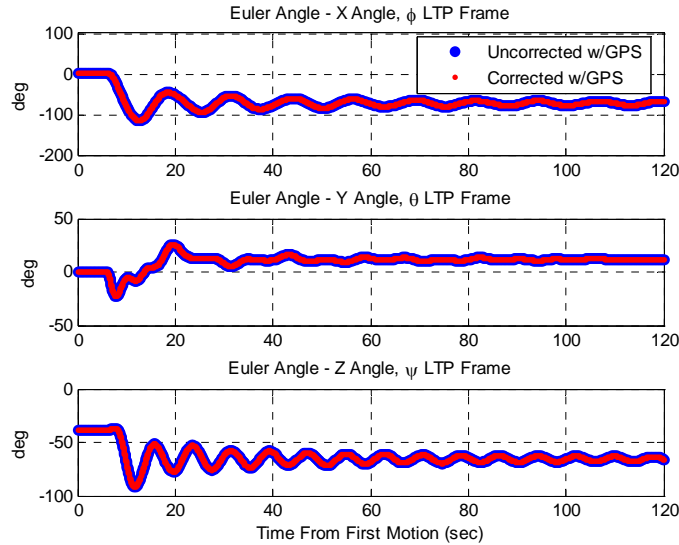 Euler Angle - X Angle, ϕ LTP Frame
100
0
-100
-200
deg
Uncorrected w/GPS
Corrected w/GPS
0 20 40 60 80 100 120
Euler Angle - Y Angle, θ LTP Frame
50
0
-50
deg
0 20 40 60 80 100 120
Euler Angle - Z Angle, ψ LTP Frame
0
-50
-100
deg
0 20 40 60 80 100 120
Time From First Motion (sec)